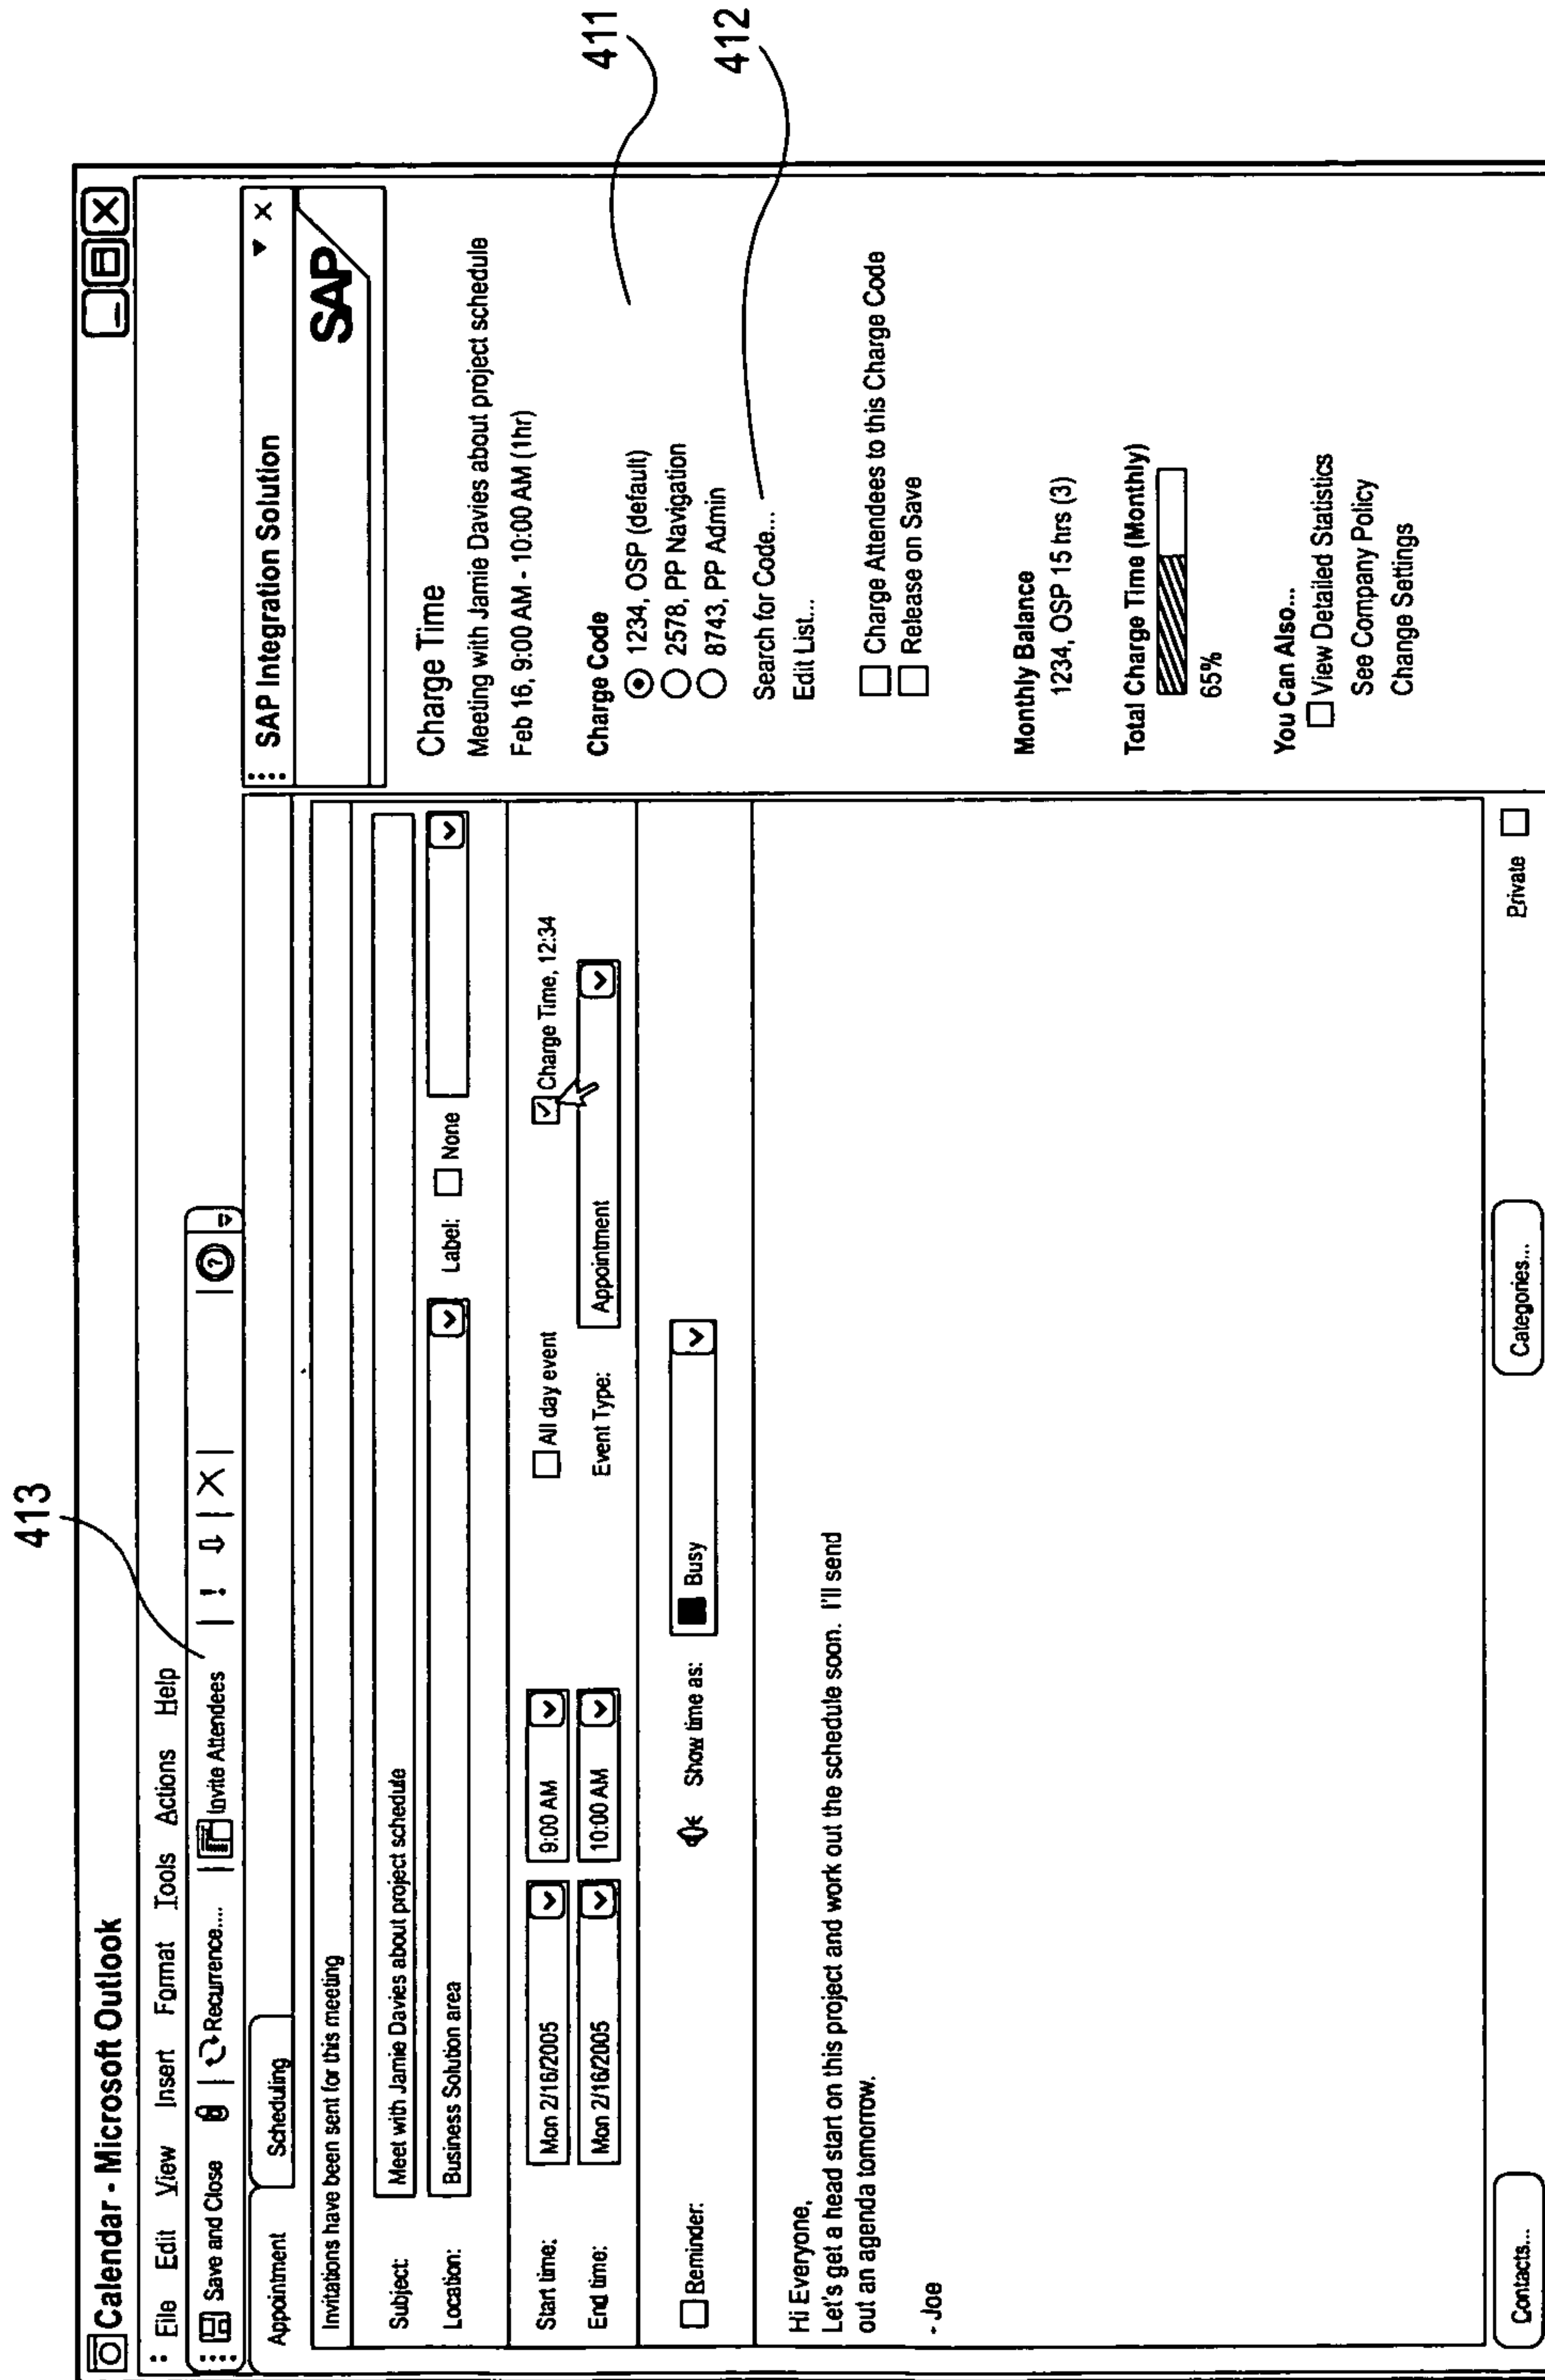 413
411
412
Calendar - Microsoft Outlook
File Edit View Insert Format Tools Actions Help
Save and Close Recurrence.... Invite Attendees ! ?
Appointment Scheduling
Invitations have been sent for this meeting
Subject: Meet with Jamie Davies about project schedule
Location: Business Solution area Label: None
Start time: Mon 2/16/2005 9:00 AM All day event Charge Time, 12:34
End time: Mon 2/16/2005 10:00 AM Event Type: Appointment
Reminder: Show time as: Busy
Hi Everyone,
Let's get a head start on this project and work out the schedule soon. I'll send
out an agenda tomorrow.
- Joe
Contacts... Categories... Private
SAP Integration Solution
SAP
Charge Time
Meeting with Jamie Davies about project schedule
Feb 16, 9:00 AM - 10:00 AM (1hr)
Charge Code
1234, OSP (default)
2578, PP Navigation
8743, PP Admin
Search for Code...
Edit List...
Charge Attendees to this Charge Code
Release on Save
Monthly Balance
1234, OSP 15 hrs (3)
Total Charge Time (Monthly)
65%
You Can Also...
View Detailed Statistics
See Company Policy
Change Settings